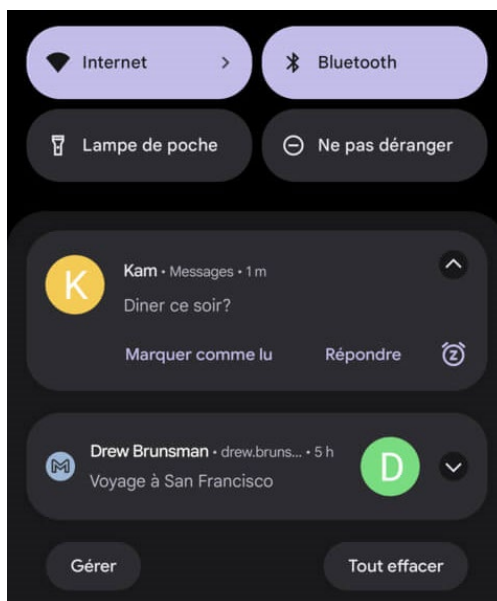 Internet
Bluetooth
Lampe de poche
Ne pas déranger
K
Kam • Messages • 1 m
Diner ce soir?
Marquer comme lu
Répondre
z
M
Drew Brunsman • drew.bruns... • 5 h
D
Voyage à San Francisco
Gérer
Tout effacer